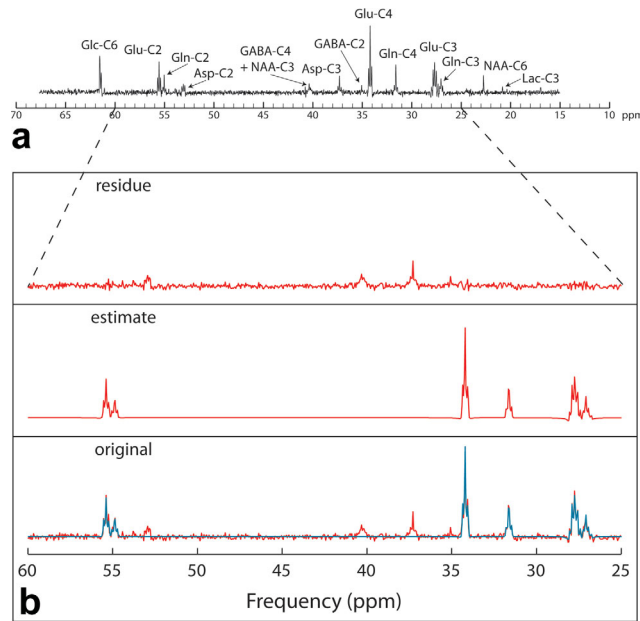 Glc-C6
Glu-C2
Gln-C2
Asp-C2
GABA-C4
+ NAA-C3
Asp-C3
GABA-C2
Glu-C4
Gln-C4
Glu-C3
Gln-C3
NAA-C6
Lac-C3
70 65 60 55 50 45 40 35 30 25 20 15 10 ppm
a
residue
estimate
original
60 55 50 45 40 35 30 25
Frequency (ppm)
b